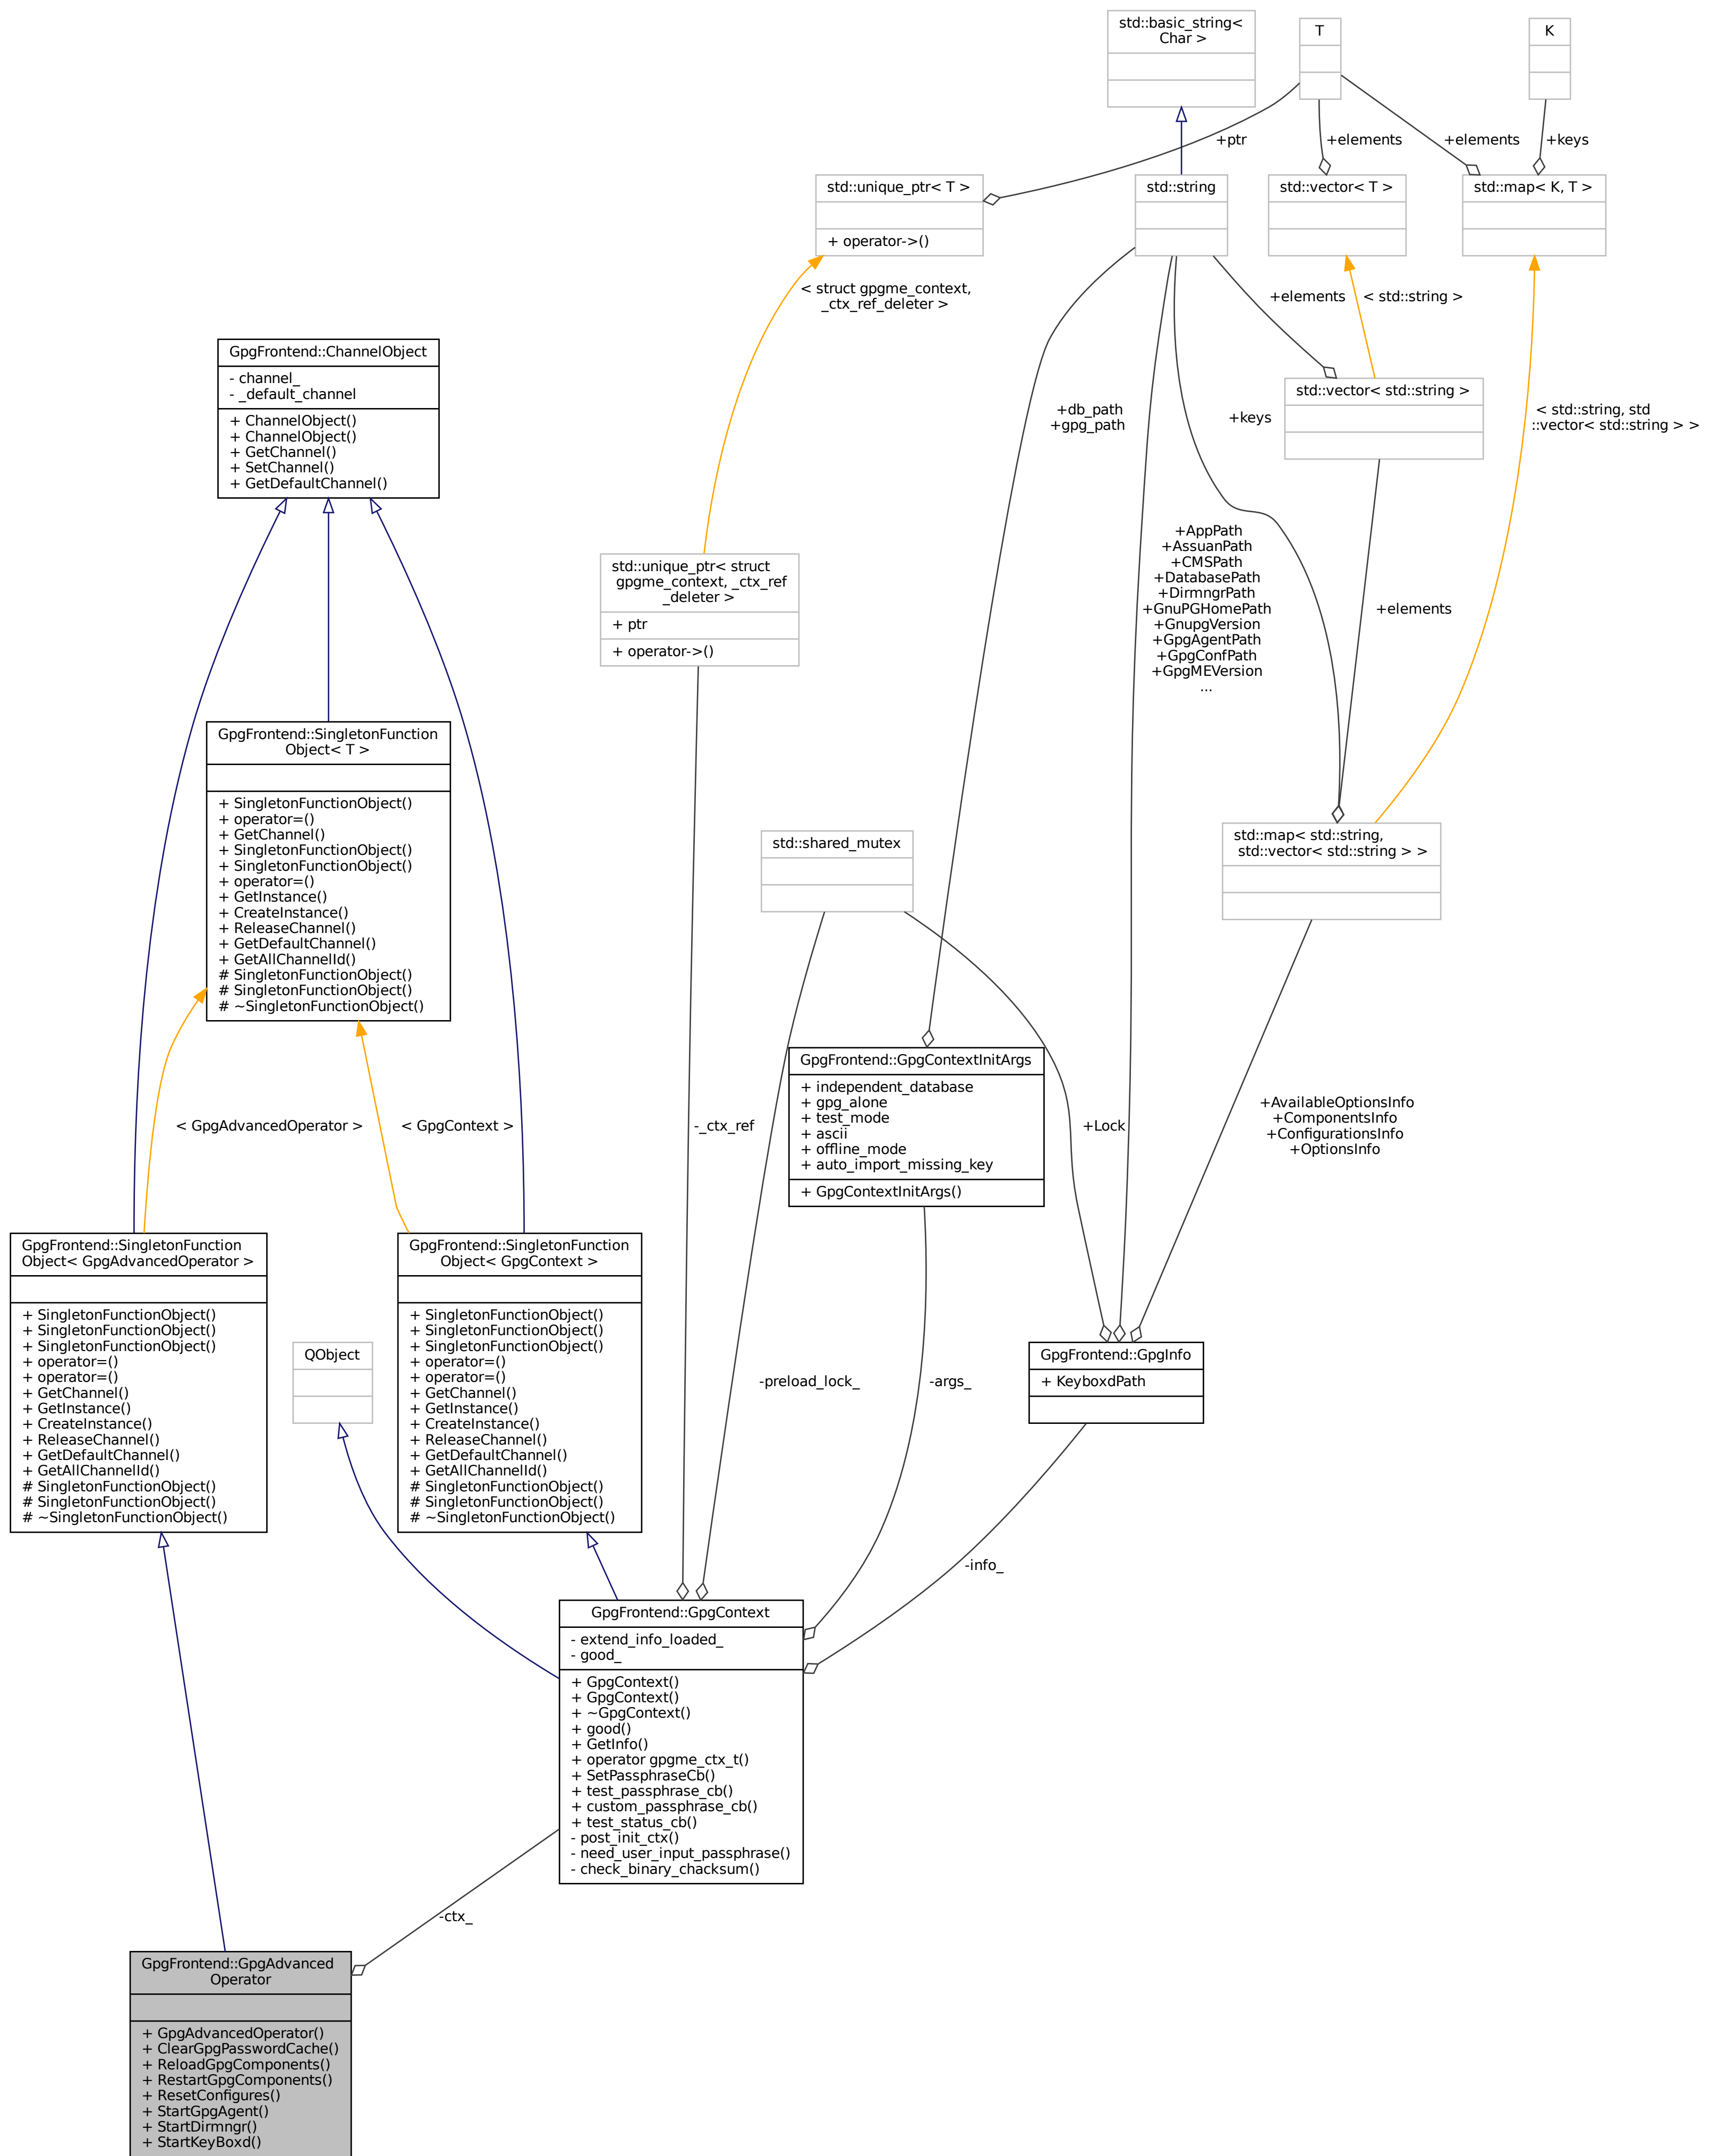 std::basic_string<
Char >
T
K
+ptr
+elements
+elements
+keys
std::unique_ptr< T >
+ operator->()
std::string
std::vector< T >
std::map< K, T >
< struct gpgme_context,
_ctx_ref_deleter >
+elements
< std::string >
GpgFrontend::ChannelObject
- channel_
- _default_channel
+ ChannelObject()
+ ChannelObject()
+ GetChannel()
+ SetChannel()
+ GetDefaultChannel()
+db_path
+gpg_path
+keys
std::vector< std::string >
< std::string, std
::vector< std::string > >
std::unique_ptr< struct
gpgme_context, _ctx_ref
_deleter >
+ ptr
+ operator->()
+AppPath
+AssuanPath
+CMSPath
+DatabasePath
+DirmngrPath
+GnuPGHomePath
+GnupgVersion
+GpgAgentPath
+GpgConfPath
+GpgMEVersion
...
+elements
GpgFrontend::SingletonFunction
Object< T >
+ SingletonFunctionObject()
+ operator=()
+ GetChannel()
+ SingletonFunctionObject()
+ SingletonFunctionObject()
+ operator=()
+ GetInstance()
+ CreateInstance()
+ ReleaseChannel()
+ GetDefaultChannel()
+ GetAllChannelId()
# SingletonFunctionObject()
# SingletonFunctionObject()
# ~SingletonFunctionObject()
std::shared_mutex
std::map< std::string,
std::vector< std::string > >
GpgFrontend::GpgContextInitArgs
+ independent_database
+ gpg_alone
+ test_mode
+ ascii
+ offline_mode
+ auto_import_missing_key
+ GpgContextInitArgs()
< GpgAdvancedOperator >
< GpgContext >
-_ctx_ref
+Lock
+AvailableOptionsInfo
+ComponentsInfo
+ConfigurationsInfo
+OptionsInfo
GpgFrontend::SingletonFunction
Object< GpgAdvancedOperator >
+ SingletonFunctionObject()
+ SingletonFunctionObject()
+ SingletonFunctionObject()
+ operator=()
+ operator=()
+ GetChannel()
+ GetInstance()
+ CreateInstance()
+ ReleaseChannel()
+ GetDefaultChannel()
+ GetAllChannelId()
# SingletonFunctionObject()
# SingletonFunctionObject()
# ~SingletonFunctionObject()
QObject
GpgFrontend::SingletonFunction
Object< GpgContext >
+ SingletonFunctionObject()
+ SingletonFunctionObject()
+ SingletonFunctionObject()
+ operator=()
+ operator=()
+ GetChannel()
+ GetInstance()
+ CreateInstance()
+ ReleaseChannel()
+ GetDefaultChannel()
+ GetAllChannelId()
# SingletonFunctionObject()
# SingletonFunctionObject()
# ~SingletonFunctionObject()
-preload_lock_
-args_
GpgFrontend::GpgInfo
+ KeyboxdPath
-info_
GpgFrontend::GpgContext
- extend_info_loaded_
- good_
+ GpgContext()
+ GpgContext()
+ ~GpgContext()
+ good()
+ GetInfo()
+ operator gpgme_ctx_t()
+ SetPassphraseCb()
+ test_passphrase_cb()
+ custom_passphrase_cb()
+ test_status_cb()
- post_init_ctx()
- need_user_input_passphrase()
- check_binary_chacksum()
-ctx_
GpgFrontend::GpgAdvanced
Operator
+ GpgAdvancedOperator()
+ ClearGpgPasswordCache()
+ ReloadGpgComponents()
+ RestartGpgComponents()
+ ResetConfigures()
+ StartGpgAgent()
+ StartDirmngr()
+ StartKeyBoxd()